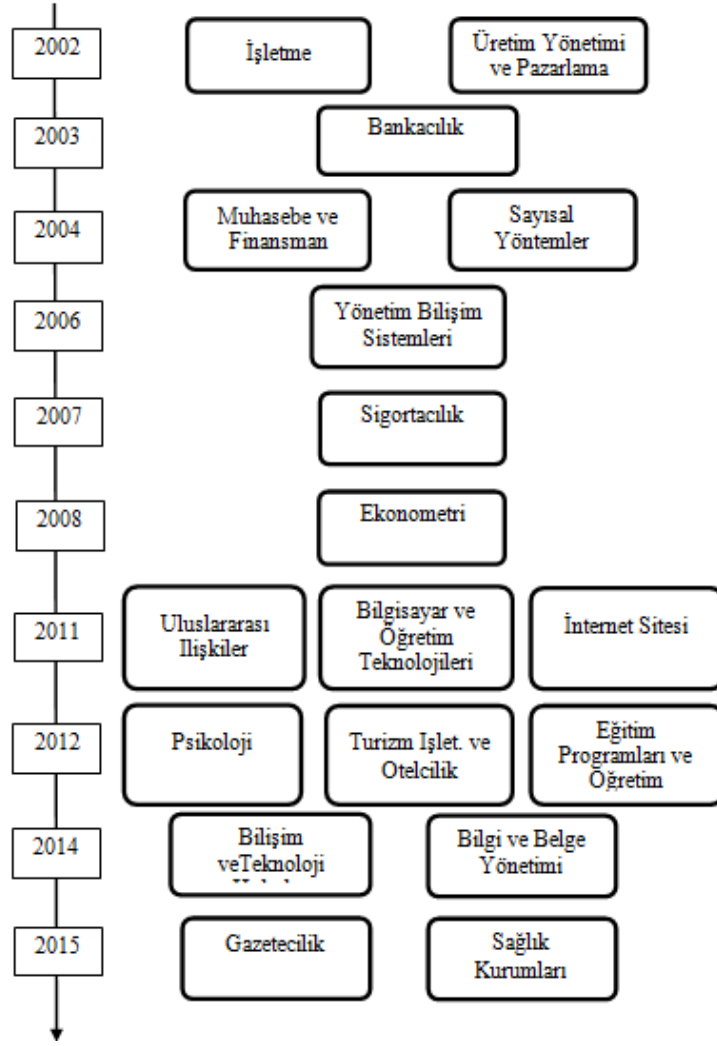 2002
İşletme
Üretim Yönetimi
ve Pazarlama
2003
Bankacılık
2004
Muhasebe ve
Finansman
Sayısal
Yöntemler
2006
Yönetim Bilişim
Sistemleri
2007
Sigortacılık
2008
Ekonometri
2011
Uluslararası
Ilişkiler
Bilgisayar ve
Öğretim
Teknolojileri
İnternet Sitesi
2012
Psikoloji
Turizm Işlet. ve
Otelcilik
Eğitim
Programları ve
Öğretim
2014
Bilişim
veTeknoloji
Bilgi ve Belge
Yönetimi
2015
Gazetecilik
Sağlık
Kurumları